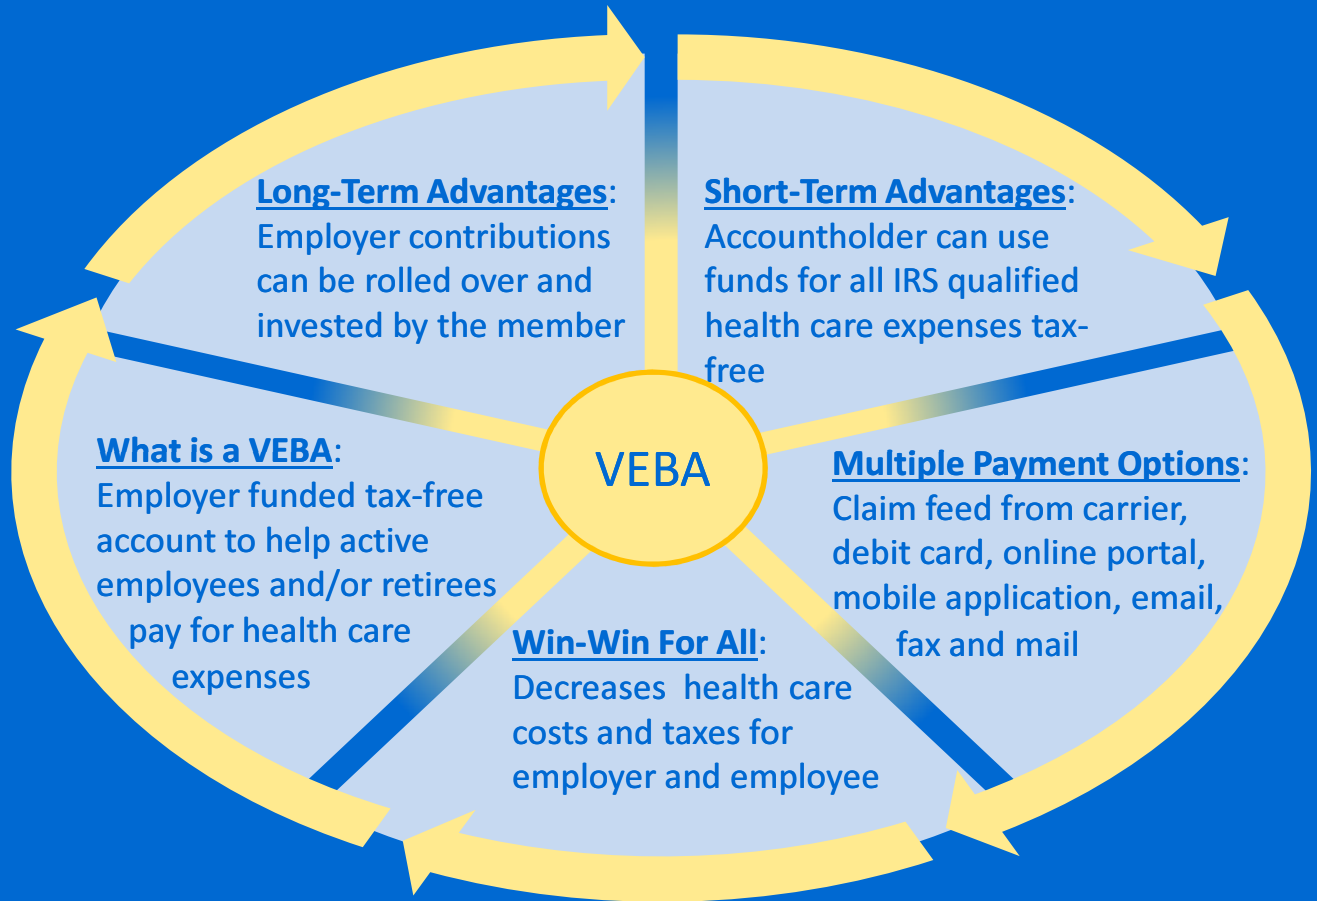 Long-Term Advantages:
Employer contributions
can be rolled over and
invested by the member
Short-Term Advantages:
Accountholder can use
funds for all IRS qualified
health care expenses tax-
free
What is a VEBA:
Employer funded tax-free
account to help active
employees and/or retirees
pay for health care
expenses
VEBA
Multiple Payment Options:
Claim feed from carrier,
debit card, online portal,
mobile application, email,
fax and mail
Win-Win For All:
Decreases  health care
costs and taxes for
employer and employee